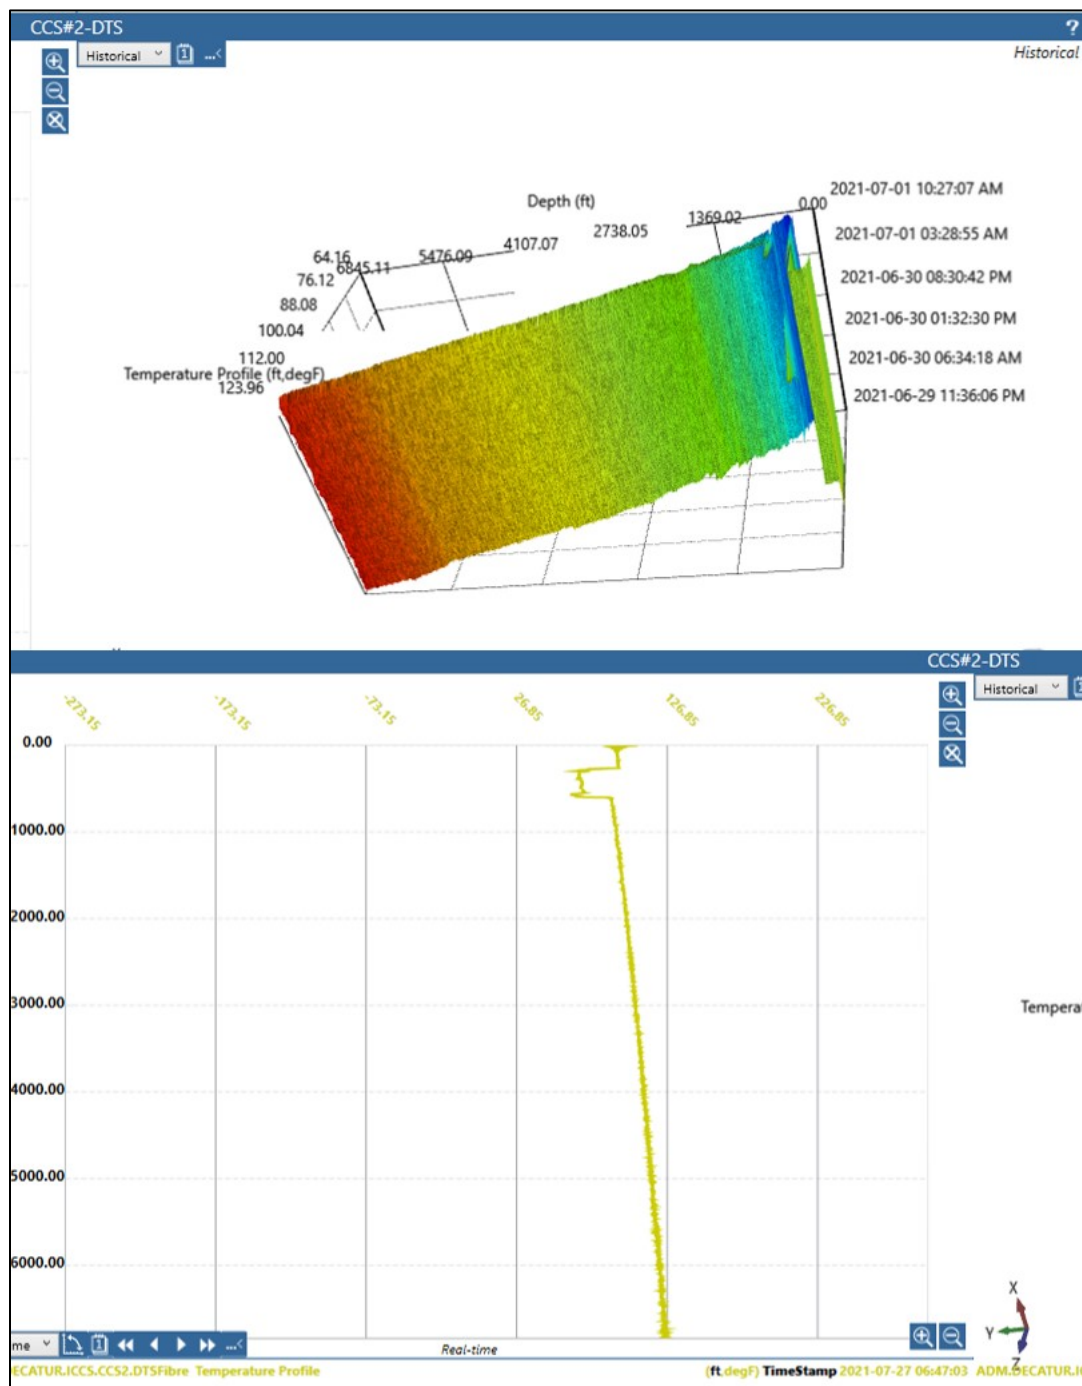 CCS#2-DTS
?
Historical
1
...<
Historical
Depth (ft)
2021-07-01 10:27:07 AM
0.00
1369.02
2738.05
4107.07
5476.09
6845.11
64.16
76.12
88.08
100.04
112.00
Temperature Profile (ft,degF)
123.96
2021-07-01 03:28:55 AM
2021-06-30 08:30:42 PM
2021-06-30 01:32:30 PM
2021-06-30 06:34:18 AM
2021-06-29 11:36:06 PM
CCS#2-DTS
Historical
-273.15
-173.15
-73.15
26.85
126.85
226.85
0.00
1000.00
2000.00
3000.00
4000.00
5000.00
6000.00
Temperat
X
Y
Z
me
1
...<
Real-time
ECATUR.ICCS.CCS2.DTSFibre Temperature Profile
(ft,degF) TimeStamp 2021-07-27 06:47:03 ADM.DECATUR.IC